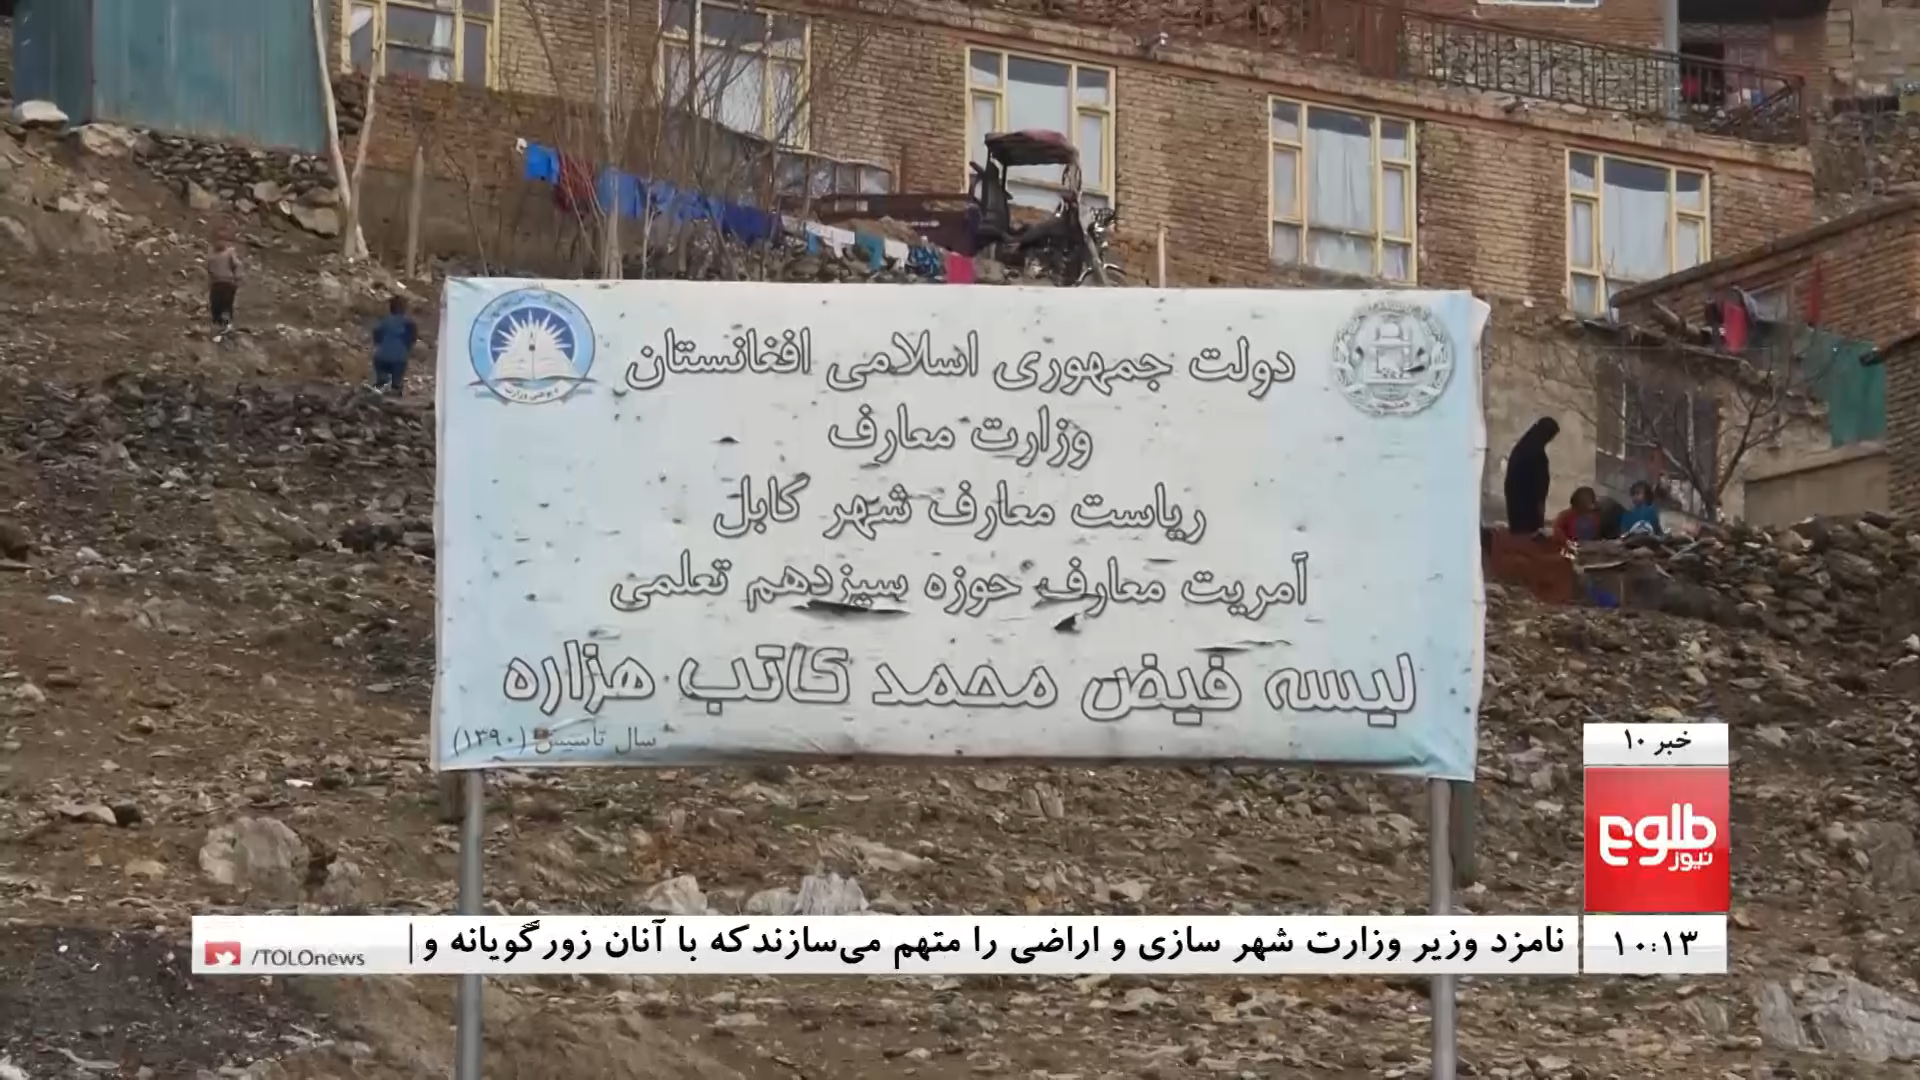 دولت جمهوری اسلامی افغانستان
وزارت معارف
ریاست معارف شهر کابل
آمریت معارف حوزه سیزدهم تعلمی
لیسه فیض محمد کاتب هزاره
سال تاسیس (۱۳۹۰)
خبر ۱۰
طلوع
نیوز
۱۰:۱۳
نامزد وزیر وزارت شهر سازی و اراضی را متهم می‌سازندکه با آنان زورگویانه و
/TOLOnews